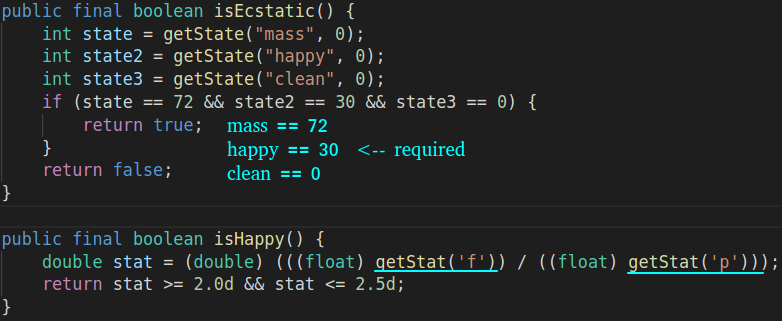 public final boolean isEcstatic() {
    int state = getState("mass", 0);
    int state2 = getState("happy", 0);
    int state3 = getState("clean", 0);
    if (state == 72 && state2 == 30 && state3 == 0) {
        return true; mass == 72
    } happy == 30 <-- required
    return false; clean == 0
}
public final boolean isHappy() {
    double stat = (double) (((float) getStat('f')) / ((float) getStat('p')));
    return stat >= 2.0d && stat <= 2.5d;
}